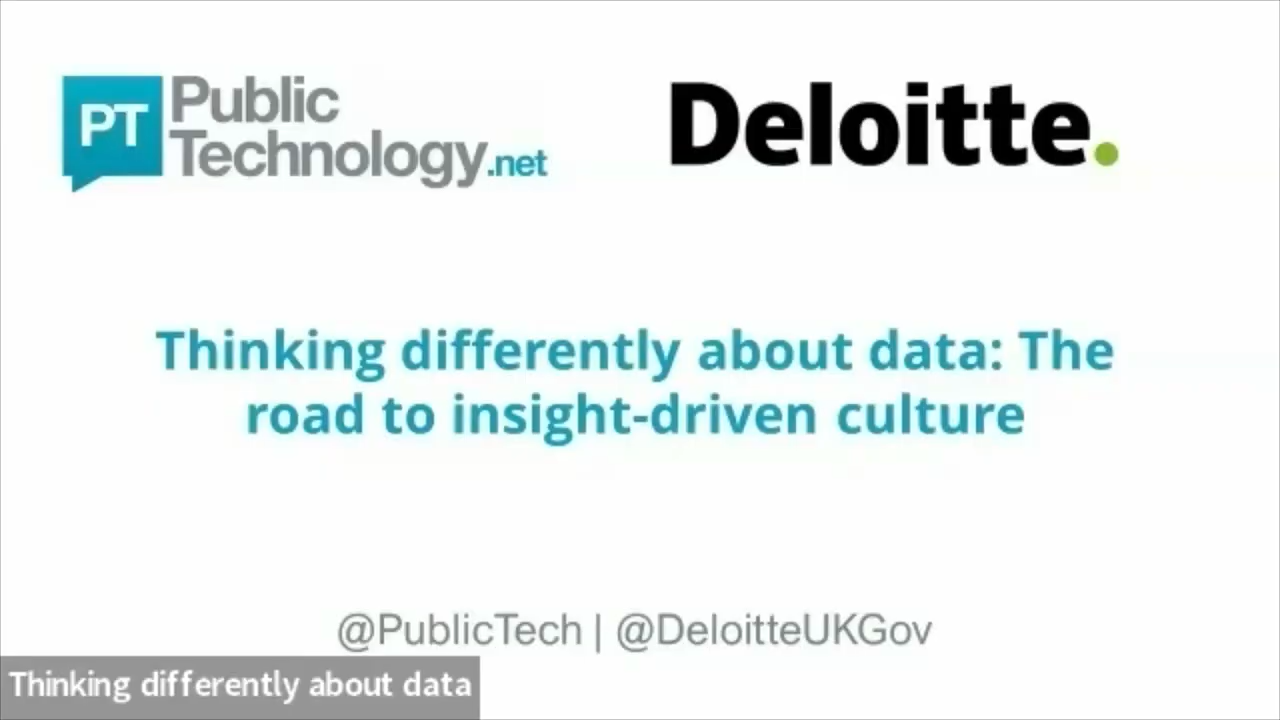 PT
Public
Technology.net
Deloitte.
Thinking differently about data: The
road to insight-driven culture
@PublicTech | @DeloitteUKGov
Thinking differently about data